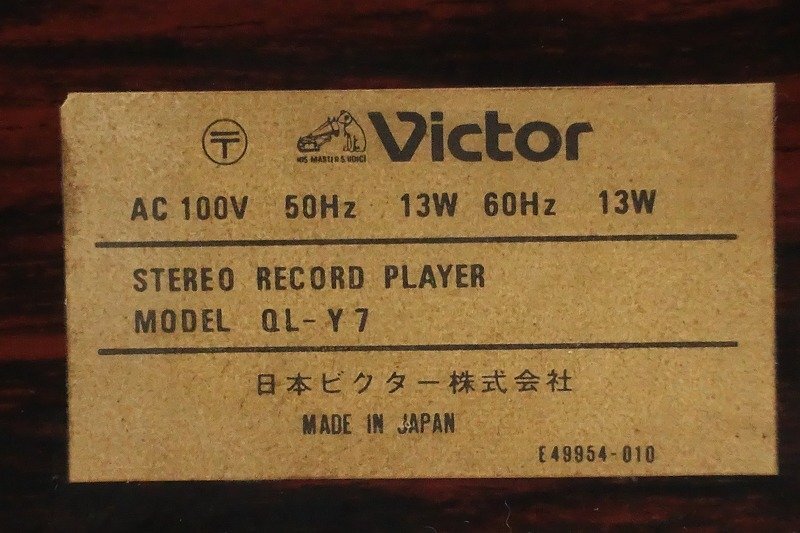 〒 HIS MASTER'S VOICE Victor
AC 100V 50Hz 13W 60Hz 13W
STEREO RECORD PLAYER
MODEL QL-Y7
日本ビクター株式会社
MADE IN JAPAN
E49954-010